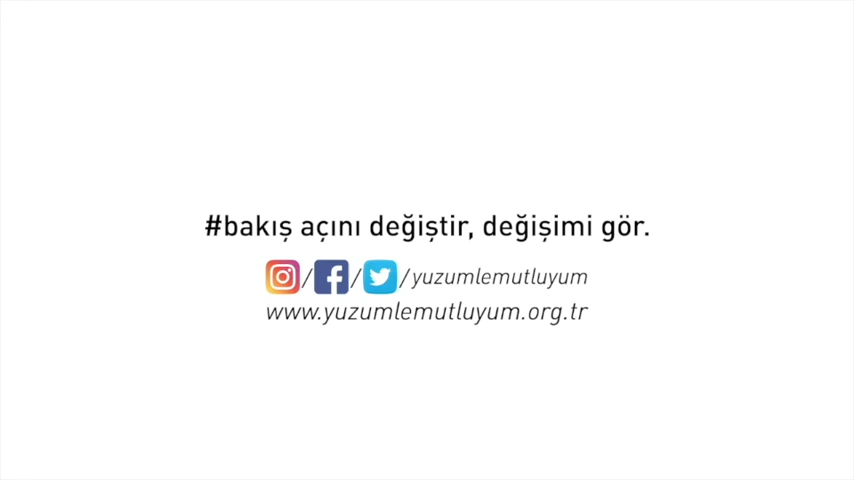 #bakış açını değiştir, değişimi gör.
/ / /yuzumlemutluyum
www.yuzumlemutluyum.org.tr